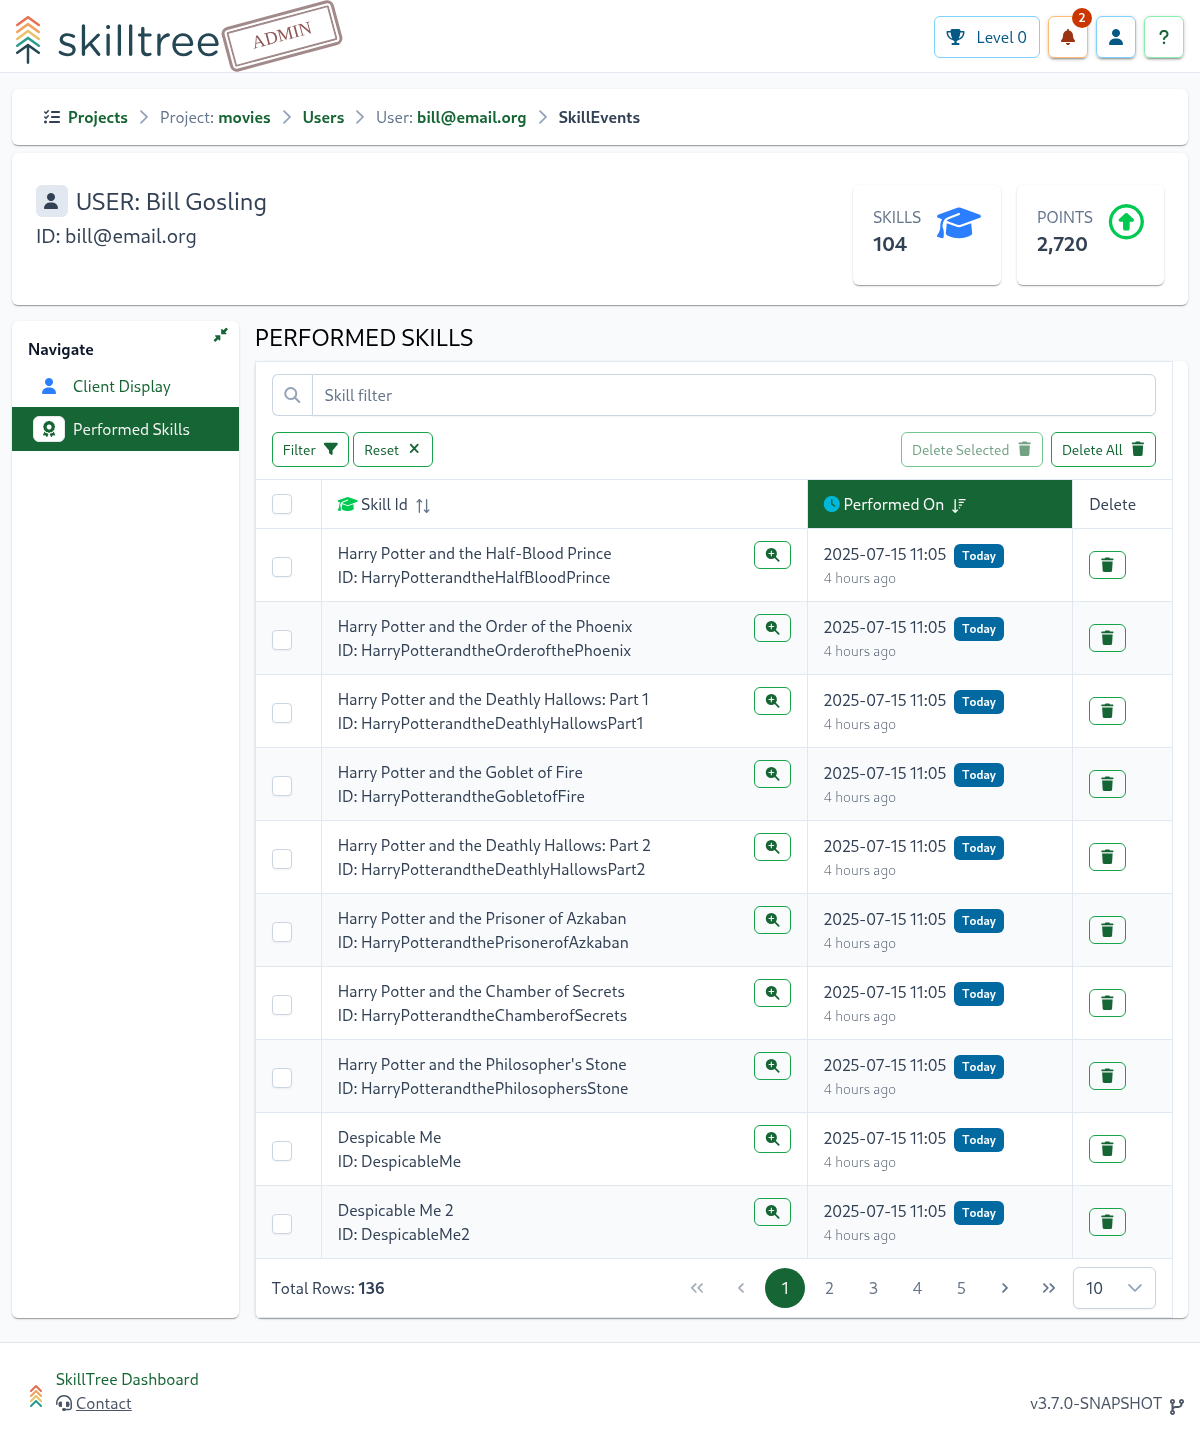 skilltree
ADMIN
Level 0
2
?
Projects
Project: movies
Users
User: bill@email.org
SkillEvents
USER: Bill Gosling
ID: bill@email.org
SKILLS
104
POINTS
2,720
Navigate
Client Display
Performed Skills
PERFORMED SKILLS
Skill filter
Filter
Reset
Delete Selected
Delete All
Skill Id
Performed On
Delete
Harry Potter and the Half-Blood Prince
ID: HarryPotterandtheHalfBloodPrince
2025-07-15 11:05 Today
4 hours ago
Harry Potter and the Order of the Phoenix
ID: HarryPotterandtheOrderofthePhoenix
2025-07-15 11:05 Today
4 hours ago
Harry Potter and the Deathly Hallows: Part 1
ID: HarryPotterandtheDeathlyHallowsPart1
2025-07-15 11:05 Today
4 hours ago
Harry Potter and the Goblet of Fire
ID: HarryPotterandtheGobletofFire
2025-07-15 11:05 Today
4 hours ago
Harry Potter and the Deathly Hallows: Part 2
ID: HarryPotterandtheDeathlyHallowsPart2
2025-07-15 11:05 Today
4 hours ago
Harry Potter and the Prisoner of Azkaban
ID: HarryPotterandthePrisonerofAzkaban
2025-07-15 11:05 Today
4 hours ago
Harry Potter and the Chamber of Secrets
ID: HarryPotterandtheChamberofSecrets
2025-07-15 11:05 Today
4 hours ago
Harry Potter and the Philosopher's Stone
ID: HarryPotterandthePhilosophersStone
2025-07-15 11:05 Today
4 hours ago
Despicable Me
ID: DespicableMe
2025-07-15 11:05 Today
4 hours ago
Despicable Me 2
ID: DespicableMe2
2025-07-15 11:05 Today
4 hours ago
Total Rows: 136
1 2 3 4 5
10
SkillTree Dashboard
Contact
v3.7.0-SNAPSHOT